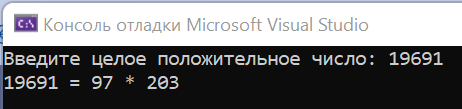 Консоль отладки Microsoft Visual Studio
Введите целое положительное число: 19691
19691 = 97 * 203